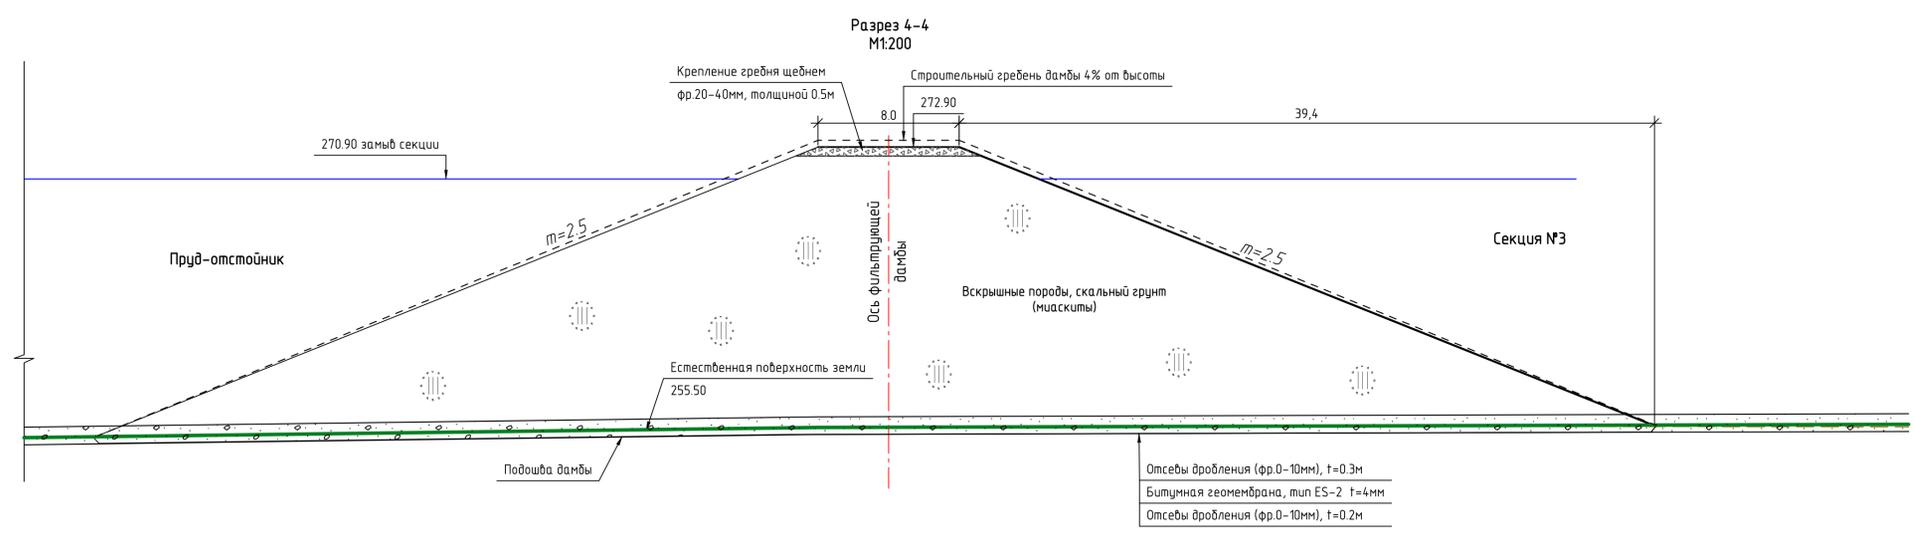 Разрез 4-4
М1:200
Крепление гребня щебнем
фр.20-40мм, толщиной 0.5м
Строительный гребень дамбы 4% от высоты
272.90
8.0
39,4
270.90 замыв секции
m=2.5
m=2.5
Пруд-отстойник
Секция №3
Ось фильтрующей
дамбы
Вскрышные породы, скальный грунт
(миаскиты)
Естественная поверхность земли
255.50
Подошва дамбы
Отсевы дробления (фр.0-10мм), t=0.3м
Битумная геомембрана, тип ES-2 t=4мм
Отсевы дробления (фр.0-10мм), t=0.2м